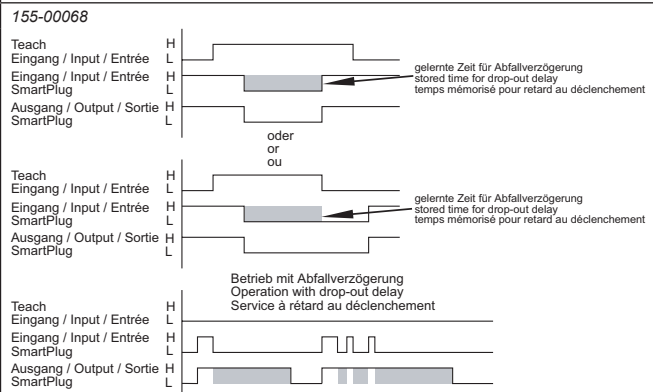 155-00068
Teach H
Eingang / Input / Entrée L
Eingang / Input / Entrée H
SmartPlug L
gelernte Zeit für Abfallverzögerung
stored time for drop-out delay
temps mémorisé pour retard au déclenchement
Ausgang / Output / Sortie H
SmartPlug L
oder
or
ou
Teach H
Eingang / Input / Entrée L
Eingang / Input / Entrée H
SmartPlug L
gelernte Zeit für Abfallverzögerung
stored time for drop-out delay
temps mémorisé pour retard au déclenchement
Ausgang / Output / Sortie H
SmartPlug L
Betrieb mit Abfallverzögerung
Operation with drop-out delay
Service à rétard au déclenchement
Teach H
Eingang / Input / Entrée L
Eingang / Input / Entrée H
SmartPlug L
Ausgang / Output / Sortie H
SmartPlug L